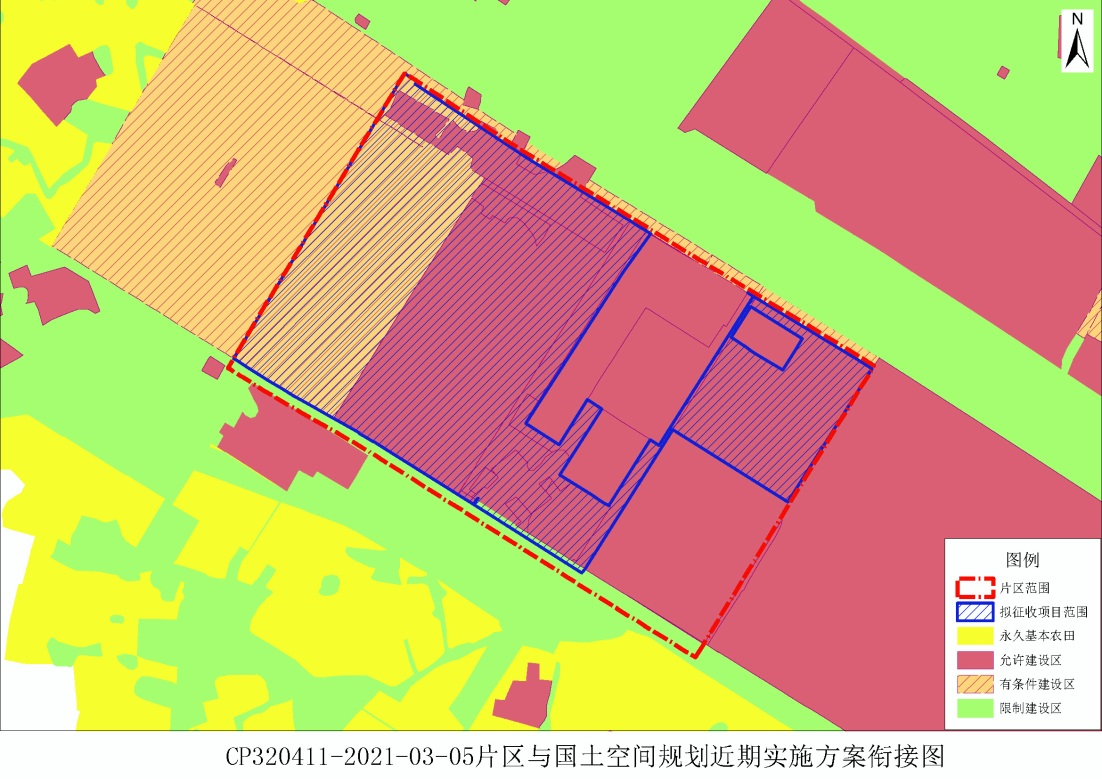 N
图例
片区范围
拟征收项目范围
永久基本农田
允许建设区
有条件建设区
限制建设区
CP320411-2021-03-05片区与国土空间规划近期实施方案衔接图